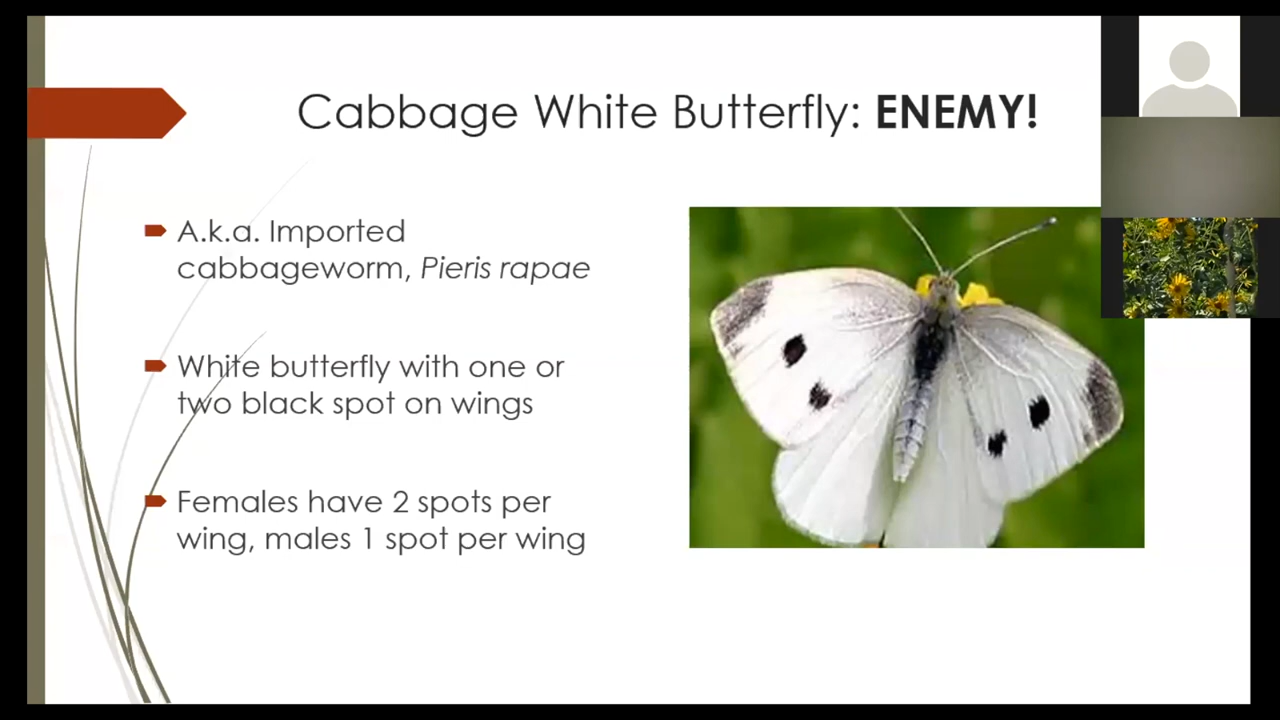 Cabbage White Butterfly: ENEMY!
A.k.a. Imported
cabbageworm, Pieris rapae
White butterfly with one or
two black spot on wings
Females have 2 spots per
wing, males 1 spot per wing